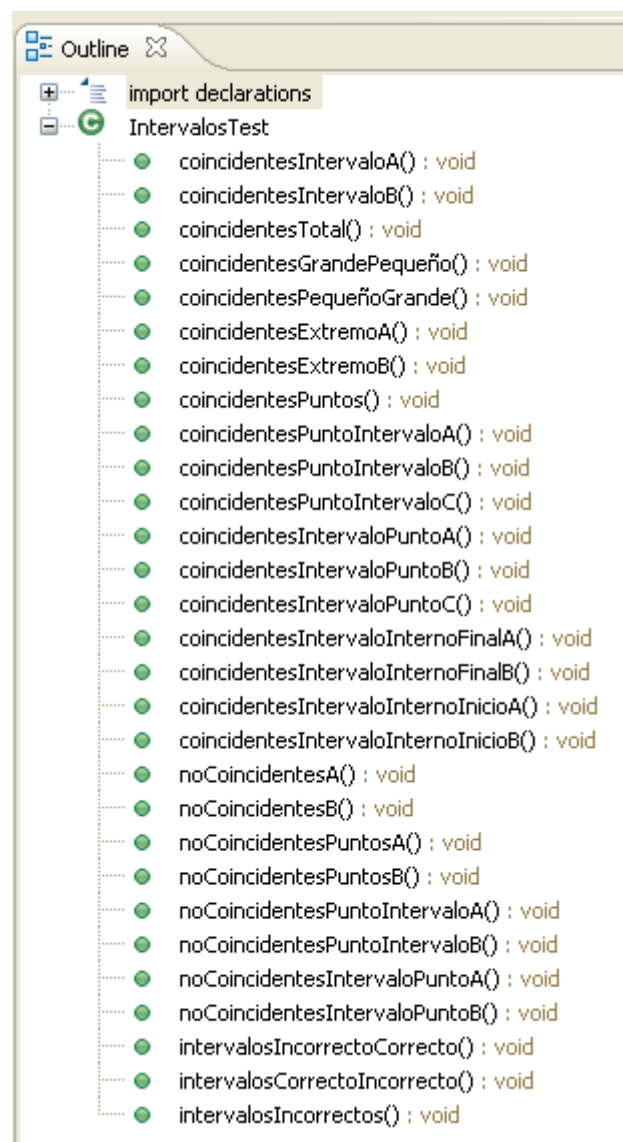 Outline
import declarations
IntervalosTest
coincidentesIntervaloA() : void
coincidentesIntervaloB() : void
coincidentesTotal() : void
coincidentesGrandePequeño() : void
coincidentesPequeñoGrande() : void
coincidentesExtremoA() : void
coincidentesExtremoB() : void
coincidentesPuntos() : void
coincidentesPuntoIntervaloA() : void
coincidentesPuntoIntervaloB() : void
coincidentesPuntoIntervaloC() : void
coincidentesIntervaloPuntoA() : void
coincidentesIntervaloPuntoB() : void
coincidentesIntervaloPuntoC() : void
coincidentesIntervaloInternoFinalA() : void
coincidentesIntervaloInternoFinalB() : void
coincidentesIntervaloInternoInicioA() : void
coincidentesIntervaloInternoInicioB() : void
noCoincidentesA() : void
noCoincidentesB() : void
noCoincidentesPuntosA() : void
noCoincidentesPuntosB() : void
noCoincidentesPuntoIntervaloA() : void
noCoincidentesPuntoIntervaloB() : void
noCoincidentesIntervaloPuntoA() : void
noCoincidentesIntervaloPuntoB() : void
intervalosIncorrectoCorrecto() : void
intervalosCorrectoIncorrecto() : void
intervalosIncorrectos() : void